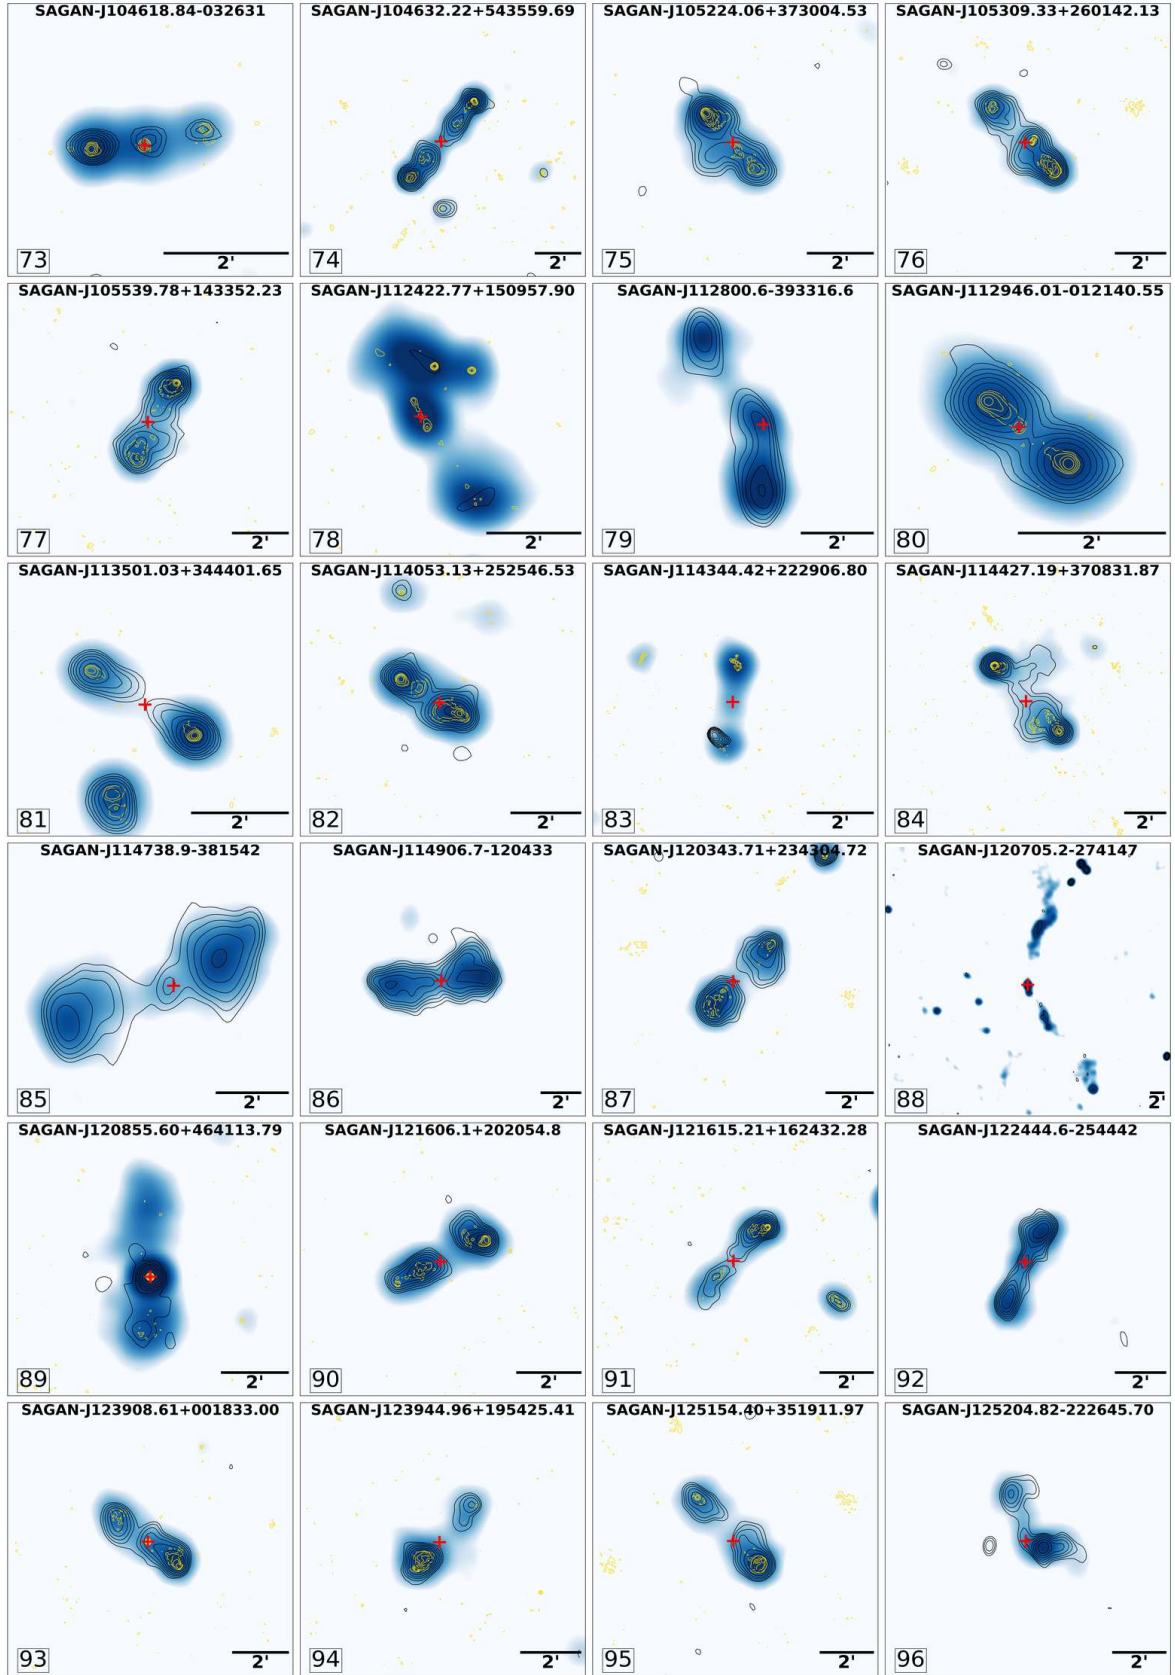 SAGAN-J104618.84-032631
SAGAN-J104632.22+543559.69
SAGAN-J105224.06+373004.53
SAGAN-J105309.33+260142.13
73
2'
74
2'
75
2'
76
2'
SAGAN-J105539.78+143352.23
SAGAN-J112422.77+150957.90
SAGAN-J112800.6-393316.6
SAGAN-J112946.01-012140.55
77
2'
78
2'
79
2'
80
2'
SAGAN-J113501.03+344401.65
SAGAN-J114053.13+252546.53
SAGAN-J114344.42+222906.80
SAGAN-J114427.19+370831.87
81
2'
82
2'
83
2'
84
2'
SAGAN-J114738.9-381542
SAGAN-J114906.7-120433
SAGAN-J120343.71+234304.72
SAGAN-J120705.2-274147
85
2'
86
2'
87
2'
88
2'
SAGAN-J120855.60+464113.79
SAGAN-J121606.1+202054.8
SAGAN-J121615.21+162432.28
SAGAN-J122444.6-254442
89
2'
90
2'
91
2'
92
2'
SAGAN-J123908.61+001833.00
SAGAN-J123944.96+195425.41
SAGAN-J125154.40+351911.97
SAGAN-J125204.82-222645.70
93
2'
94
2'
95
2'
96
2'